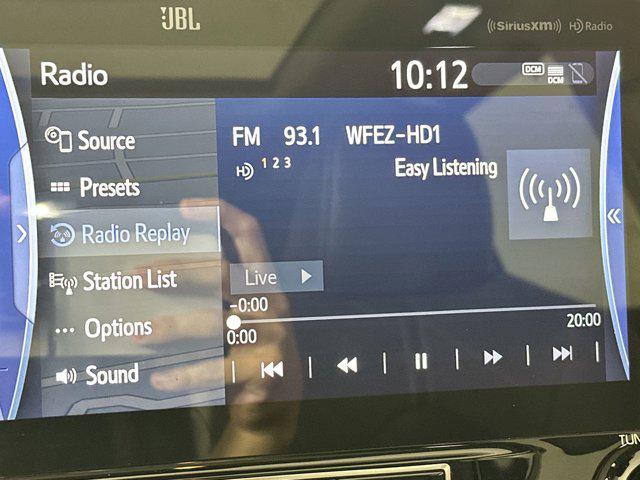 JBL
((SiriusXM))
HD Radio
Radio
10:12
DCM
DCM
Source
Presets
Radio Replay
Station List
Options
Sound
FM 93.1 WFEZ-HD1
HD 1 2 3
Easy Listening
Live
-0:00
0:00
20:00
TUN